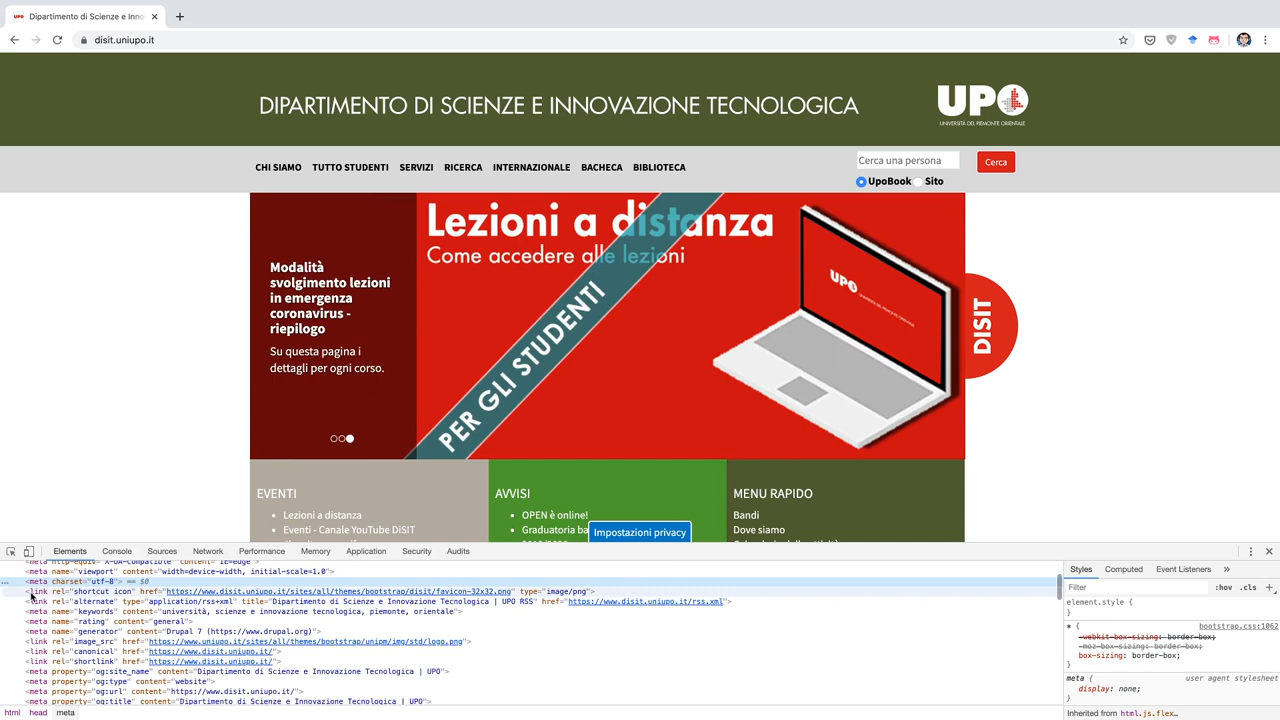 Dipartimento di Scienze e Inno
disit.uniupo.it
DIPARTIMENTO DI SCIENZE E INNOVAZIONE TECNOLOGICA
UPO
UNIVERSITÀ DEL PIEMONTE ORIENTALE
CHI SIAMO TUTTO STUDENTI SERVIZI RICERCA INTERNAZIONALE BACHECA BIBLIOTECA
Cerca una persona
Cerca
UpoBook Sito
Lezioni a distanza
Come accedere alle lezioni
PER GLI STUDENTI
UPO
Modalità
svolgimento lezioni
in emergenza
coronavirus -
riepilogo
Su questa pagina i
dettagli per ogni corso.
DISIT
EVENTI
Lezioni a distanza
Eventi - Canale YouTube DiSIT
AVVISI
OPEN è online!
Graduatoria
MENU RAPIDO
Bandi
Dove siamo
Impostazioni privacy
Elements Console Sources Network Performance Memory Application Security Audits
<meta http-equiv="X-UA-Compatible" content="IE=edge">
<meta name="viewport" content="width=device-width, initial-scale=1.0">
<meta charset="utf-8"> == $0
<link rel="shortcut icon" href="https://www.disit.uniupo.it/sites/all/themes/bootstrap/disit/favicon-32x32.png" type="image/png">
<link rel="alternate" type="application/rss+xml" title="Dipartimento di Scienze e Innovazione Tecnologica | UPO RSS" href="https://www.disit.uniupo.it/rss.xml">
<meta name="keywords" content="università, scienze e innovazione tecnologica, piemonte, orientale">
<meta name="rating" content="general">
<meta name="generator" content="Drupal 7 (https://www.drupal.org)">
<link rel="image_src" href="https://www.uniupo.it/sites/all/themes/bootstrap/unipm/img/std/logo.png">
<link rel="canonical" href="https://www.disit.uniupo.it/">
<link rel="shortlink" href="https://www.disit.uniupo.it/">
<meta property="og:site_name" content="Dipartimento di Scienze e Innovazione Tecnologica | UPO">
<meta property="og:type" content="website">
<meta property="og:url" content="https://www.disit.uniupo.it/">
<meta property="og:title" content="Dipartimento di Scienze e Innovazione Tecnologica | UPO">
html head meta
Styles Computed Event Listeners »
Filter :hov .cls +
element.style {
}
* { bootstrap.css:1062
-webkit-box-sizing: border-box;
-moz-box-sizing: border-box;
box-sizing: border-box;
}
meta { user agent stylesheet
display: none;
}
Inherited from html.js.flex…